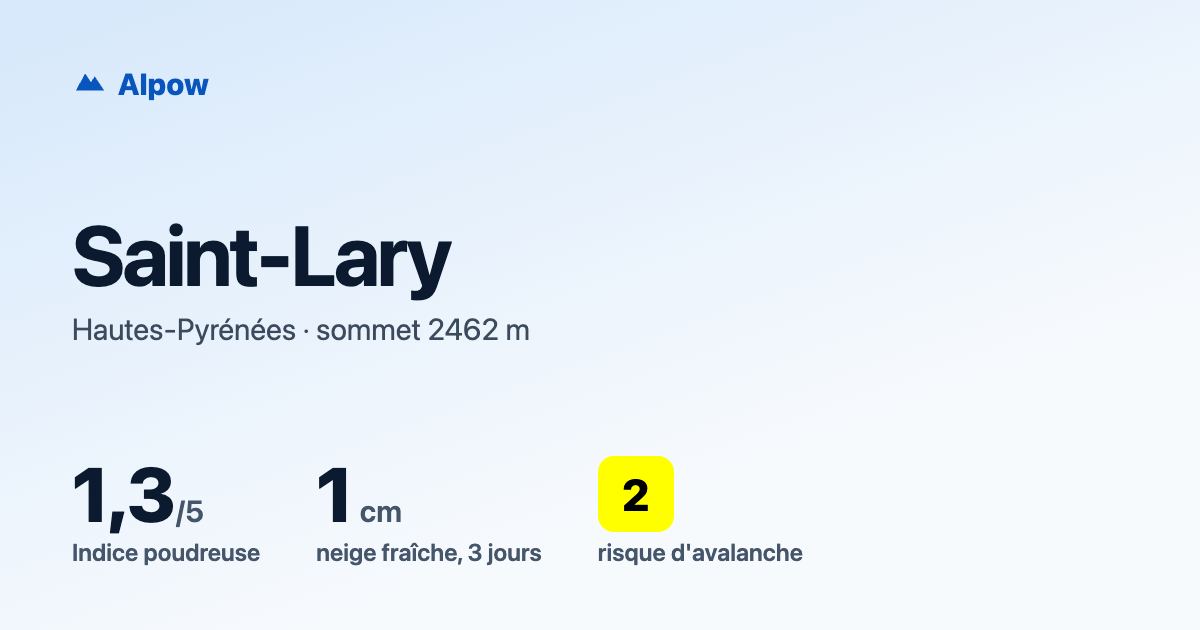 Alpow
Saint-Lary
Hautes-Pyrénées · sommet 2462 m
1,3/5
Indice poudreuse
1 cm
neige fraîche, 3 jours
2
risque d'avalanche